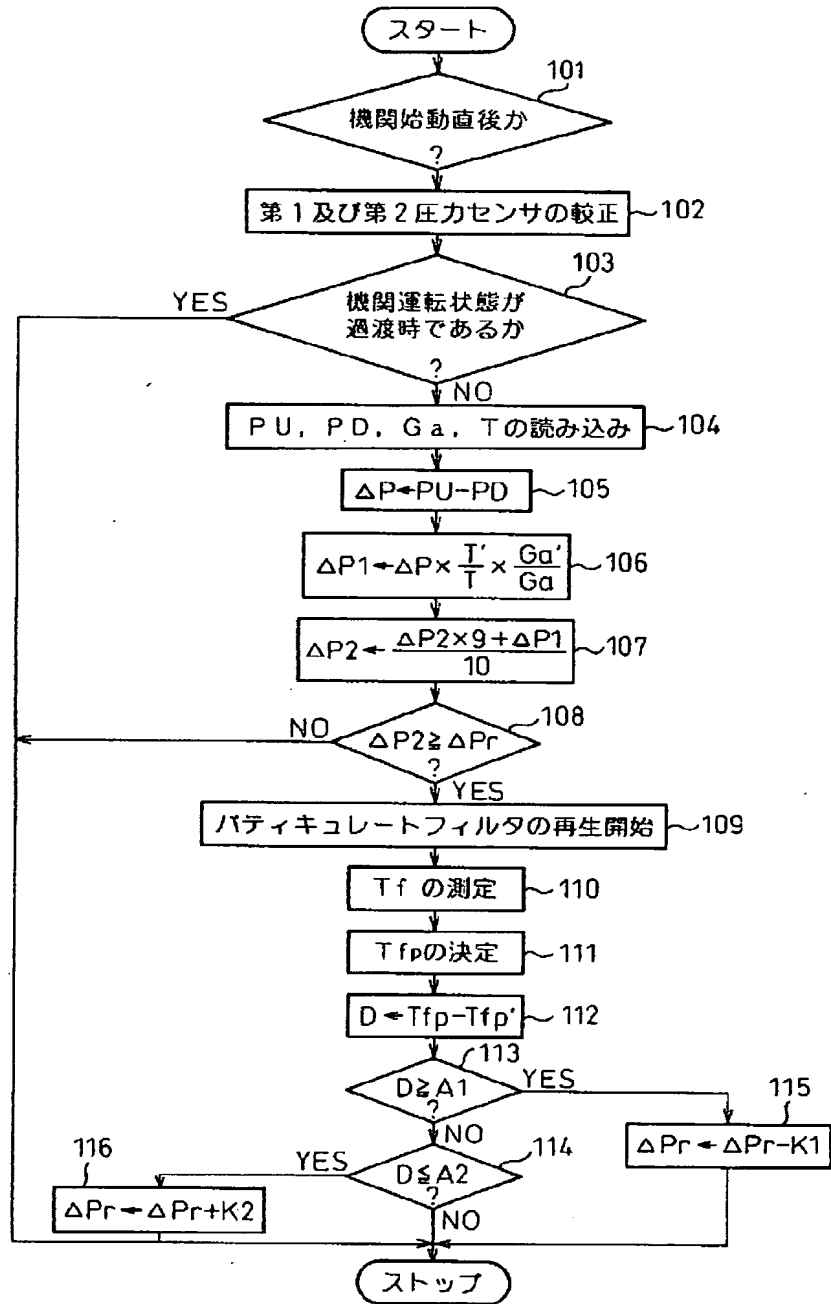 スタート
101
機関始動直後か
?
第1及び第2圧力センサの較正
102
103
YES
機関運転状態が
過渡時であるか
?
NO
PU, PD, Ga, Tの読み込み
104
ΔP←PU-PD
105
ΔP1←ΔP×T'/T×Ga'/Ga
106
ΔP2←(ΔP2×9+ΔP1)/10
107
108
NO
ΔP2≧ΔPr
?
YES
パティキュレートフィルタの再生開始
109
Tf の測定
110
Tfpの決定
111
D←Tfp-Tfp'
112
113
D≧A1
?
YES
NO
115
ΔPr←ΔPr-K1
114
YES
D≦A2
?
NO
116
ΔPr←ΔPr+K2
ストップ